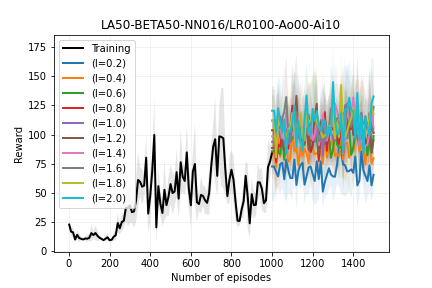 LA50-BETA50-NN016/LR0100-Ao00-Ai10
Reward
175
150
125
100
75
50
25
0
Training
(l=0.2)
(l=0.4)
(l=0.6)
(l=0.8)
(l=1.0)
(l=1.2)
(l=1.4)
(l=1.6)
(l=1.8)
(l=2.0)
0 200 400 600 800 1000 1200 1400
Number of episodes